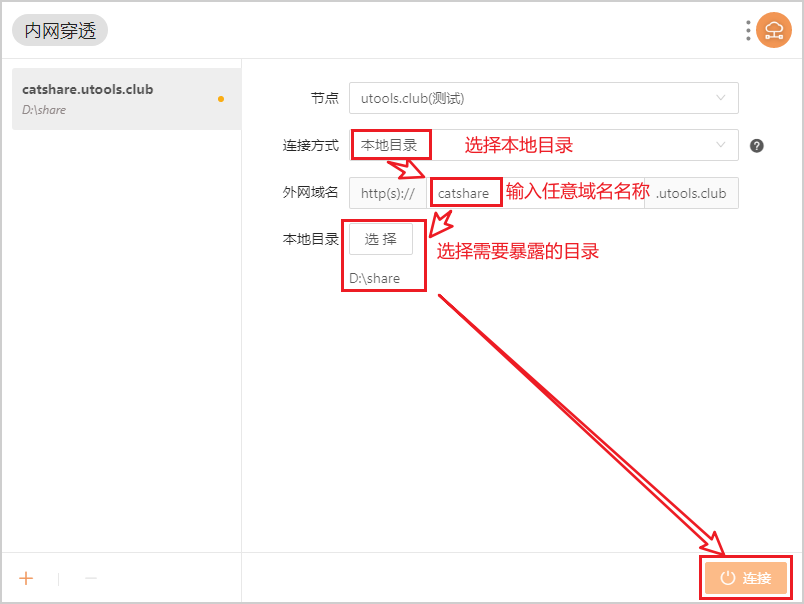 内网穿透
catshare.utools.club
D:\share
节点
utools.club(测试)
连接方式
本地目录
选择本地目录
外网域名
http(s)://
catshare
输入任意域名名称
.utools.club
本地目录
选 择
选择需要暴露的目录
D:\share
连接